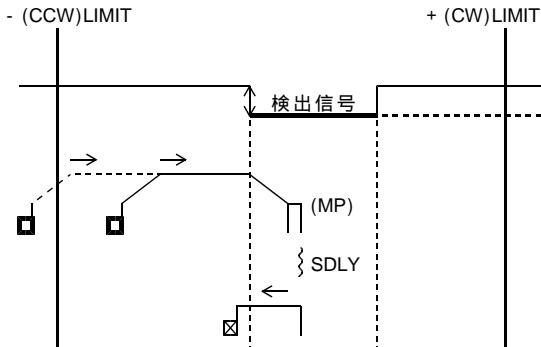 - (CCW)LIMIT
+ (CW)LIMIT
検出信号
(MP)
SDLY